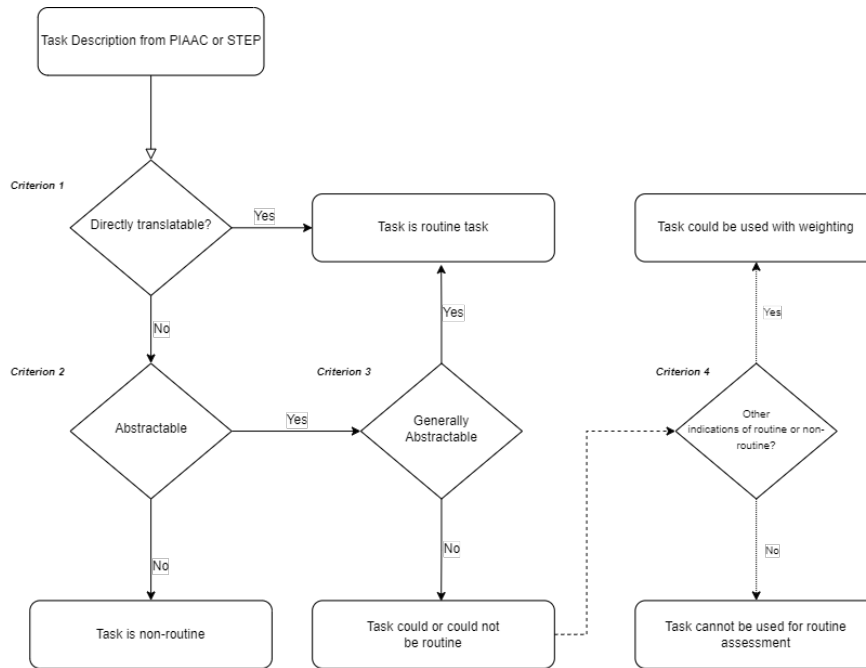 Task Description from PIAAC or STEP
Criterion 1
Directly translatable?
Yes
Task is routine task
Task could be used with weighting
No
Yes
Yes
Criterion 2
Criterion 3
Criterion 4
Abstractable
Yes
Generally
Abstractable
Other
indications of routine or non-
routine?
No
No
No
Task is non-routine
Task could or could not
be routine
Task cannot be used for routine
assessment